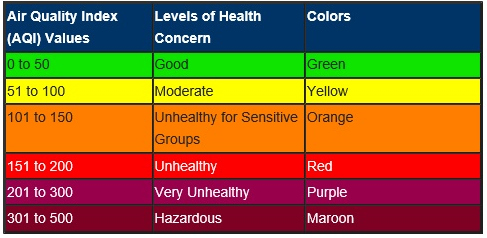 Air Quality Index (AQI) Values Levels of Health Concern Colors
0 to 50 Good Green
51 to 100 Moderate Yellow
101 to 150 Unhealthy for Sensitive Groups Orange
151 to 200 Unhealthy Red
201 to 300 Very Unhealthy Purple
301 to 500 Hazardous Maroon